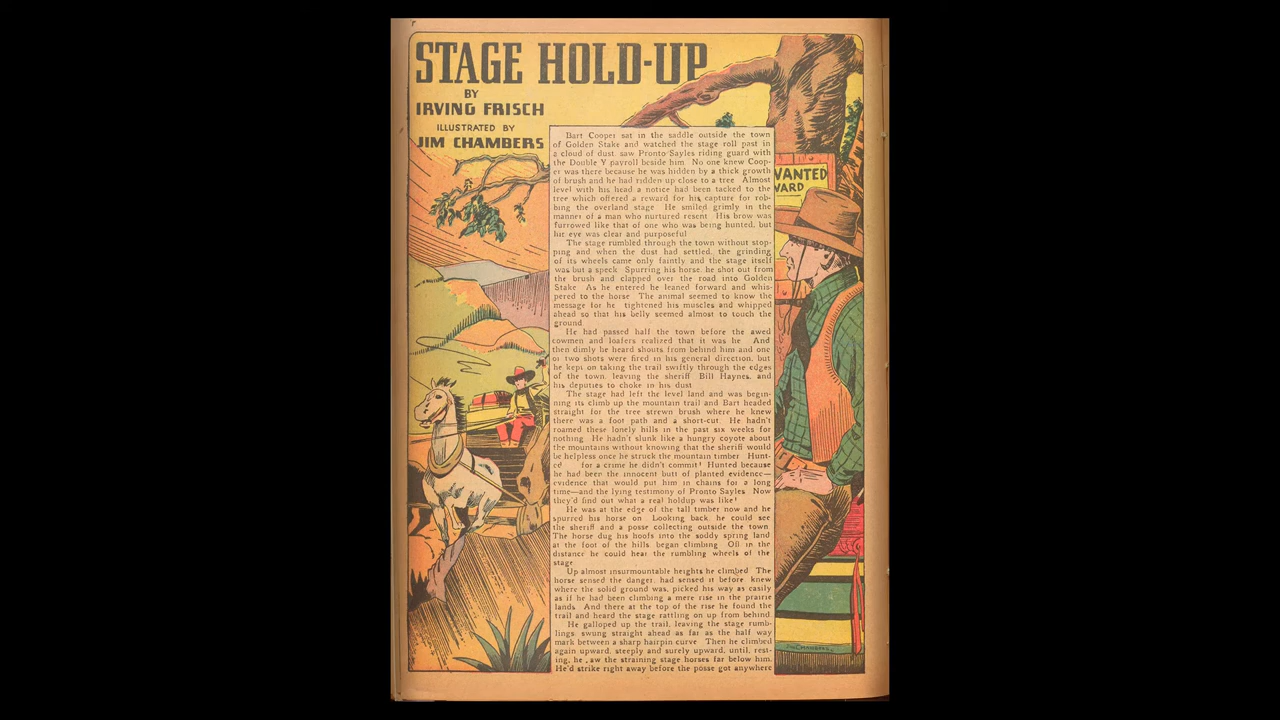 STAGE HOLD-UP
BY
IRVING FRISCH
ILLUSTRATED BY
JIM CHAMBERS
WANTED
WARD
Bart Cooper sat in the saddle outside the town
of Golden Stake and watched the stage roll past in
a cloud of dust, saw Pronto Sayles riding guard with
the Double Y payroll beside him. No one knew Coop-
er was there because he was hidden by a thick growth
of brush and he had ridden up close to a tree. Almost
level with his head a notice had been tacked to the
tree which offered a reward for his capture for rob-
bing the overland stage. He smiled grimly in the
manner of a man who nurtured resent. His brow was
furrowed like that of one who was being hunted, but
his eye was clear and purposeful.
The stage rumbled through the town without stop-
ping and when the dust had settled, the grinding
of its wheels came only faintly and the stage itself
was but a speck. Spurring his horse, he shot out from
the brush and clapped over the road into Golden
Stake. As he entered he leaned forward and whis-
pered to the horse. The animal seemed to know the
message for he tightened his muscles and whipped
ahead so that his belly seemed almost to touch the
ground.
He had passed half the town before the awed
cowmen and loafers realized that it was he. And
then dimly he heard shouts from behind him and one
or two shots were fired in his general direction, but
he kept on taking the trail swiftly through the edges
of the town, leaving the sheriff, Bill Haynes, and
his deputies to choke in his dust.
The stage had left the level land and was begin-
ning its climb up the mountain trail and Bart headed
straight for the tree strewn brush where he knew
there was a foot path and a short-cut. He hadn't
roamed these lonely hills in the past six weeks for
nothing. He hadn't slunk like a hungry coyote about
the mountains without knowing that the sheriff would
be helpless once he struck the mountain timber. Hunt-
ed for a crime he didn't commit! Hunted because
he had been the innocent butt of planted evidence—
evidence that would put him in chains for a long
time—and the lying testimony of Pronto Sayles. Now
they'd find out what a real holdup was like!
He was at the edge of the tall timber now and he
spurred his horse on. Looking back, he could see
the sheriff and a posse collecting outside the town.
The horse dug his hoofs into the soddy spring land
at the foot of the hills, began climbing. Off in the
distance he could hear the rumbling wheels of the
stage.
Up almost insurmountable heights he climbed. The
horse sensed the danger, had sensed it before, knew
where the solid ground was, picked his way as easily
as if he had been climbing a mere rise in the prairie
lands. And there at the top of the rise he found the
trail and heard the stage rattling on up from behind.
He galloped up the trail, leaving the stage rumb-
lings, swung straight ahead as far as the half way
mark between a sharp hairpin curve. Then he climbed
again upward, steeply and surely upward, until, rest-
ing, he aw the straining stage horses far below him.
He'd strike right away before the posse got anywhere